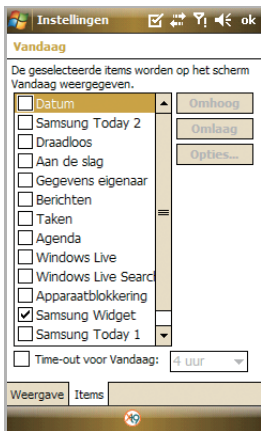 Instellingen
ok
Vandaag
De geselecteerde items worden op het scherm
Vandaag weergegeven.
Datum
Samsung Today 2
Draadloos
Aan de slag
Gegevens eigenaar
Berichten
Taken
Agenda
Windows Live
Windows Live Searcl
Apparaatblokkering
Samsung Widget
Samsung Today 1
Omhoog
Omlaag
Opties...
Time-out voor Vandaag:
4 uur
Weergave
Items